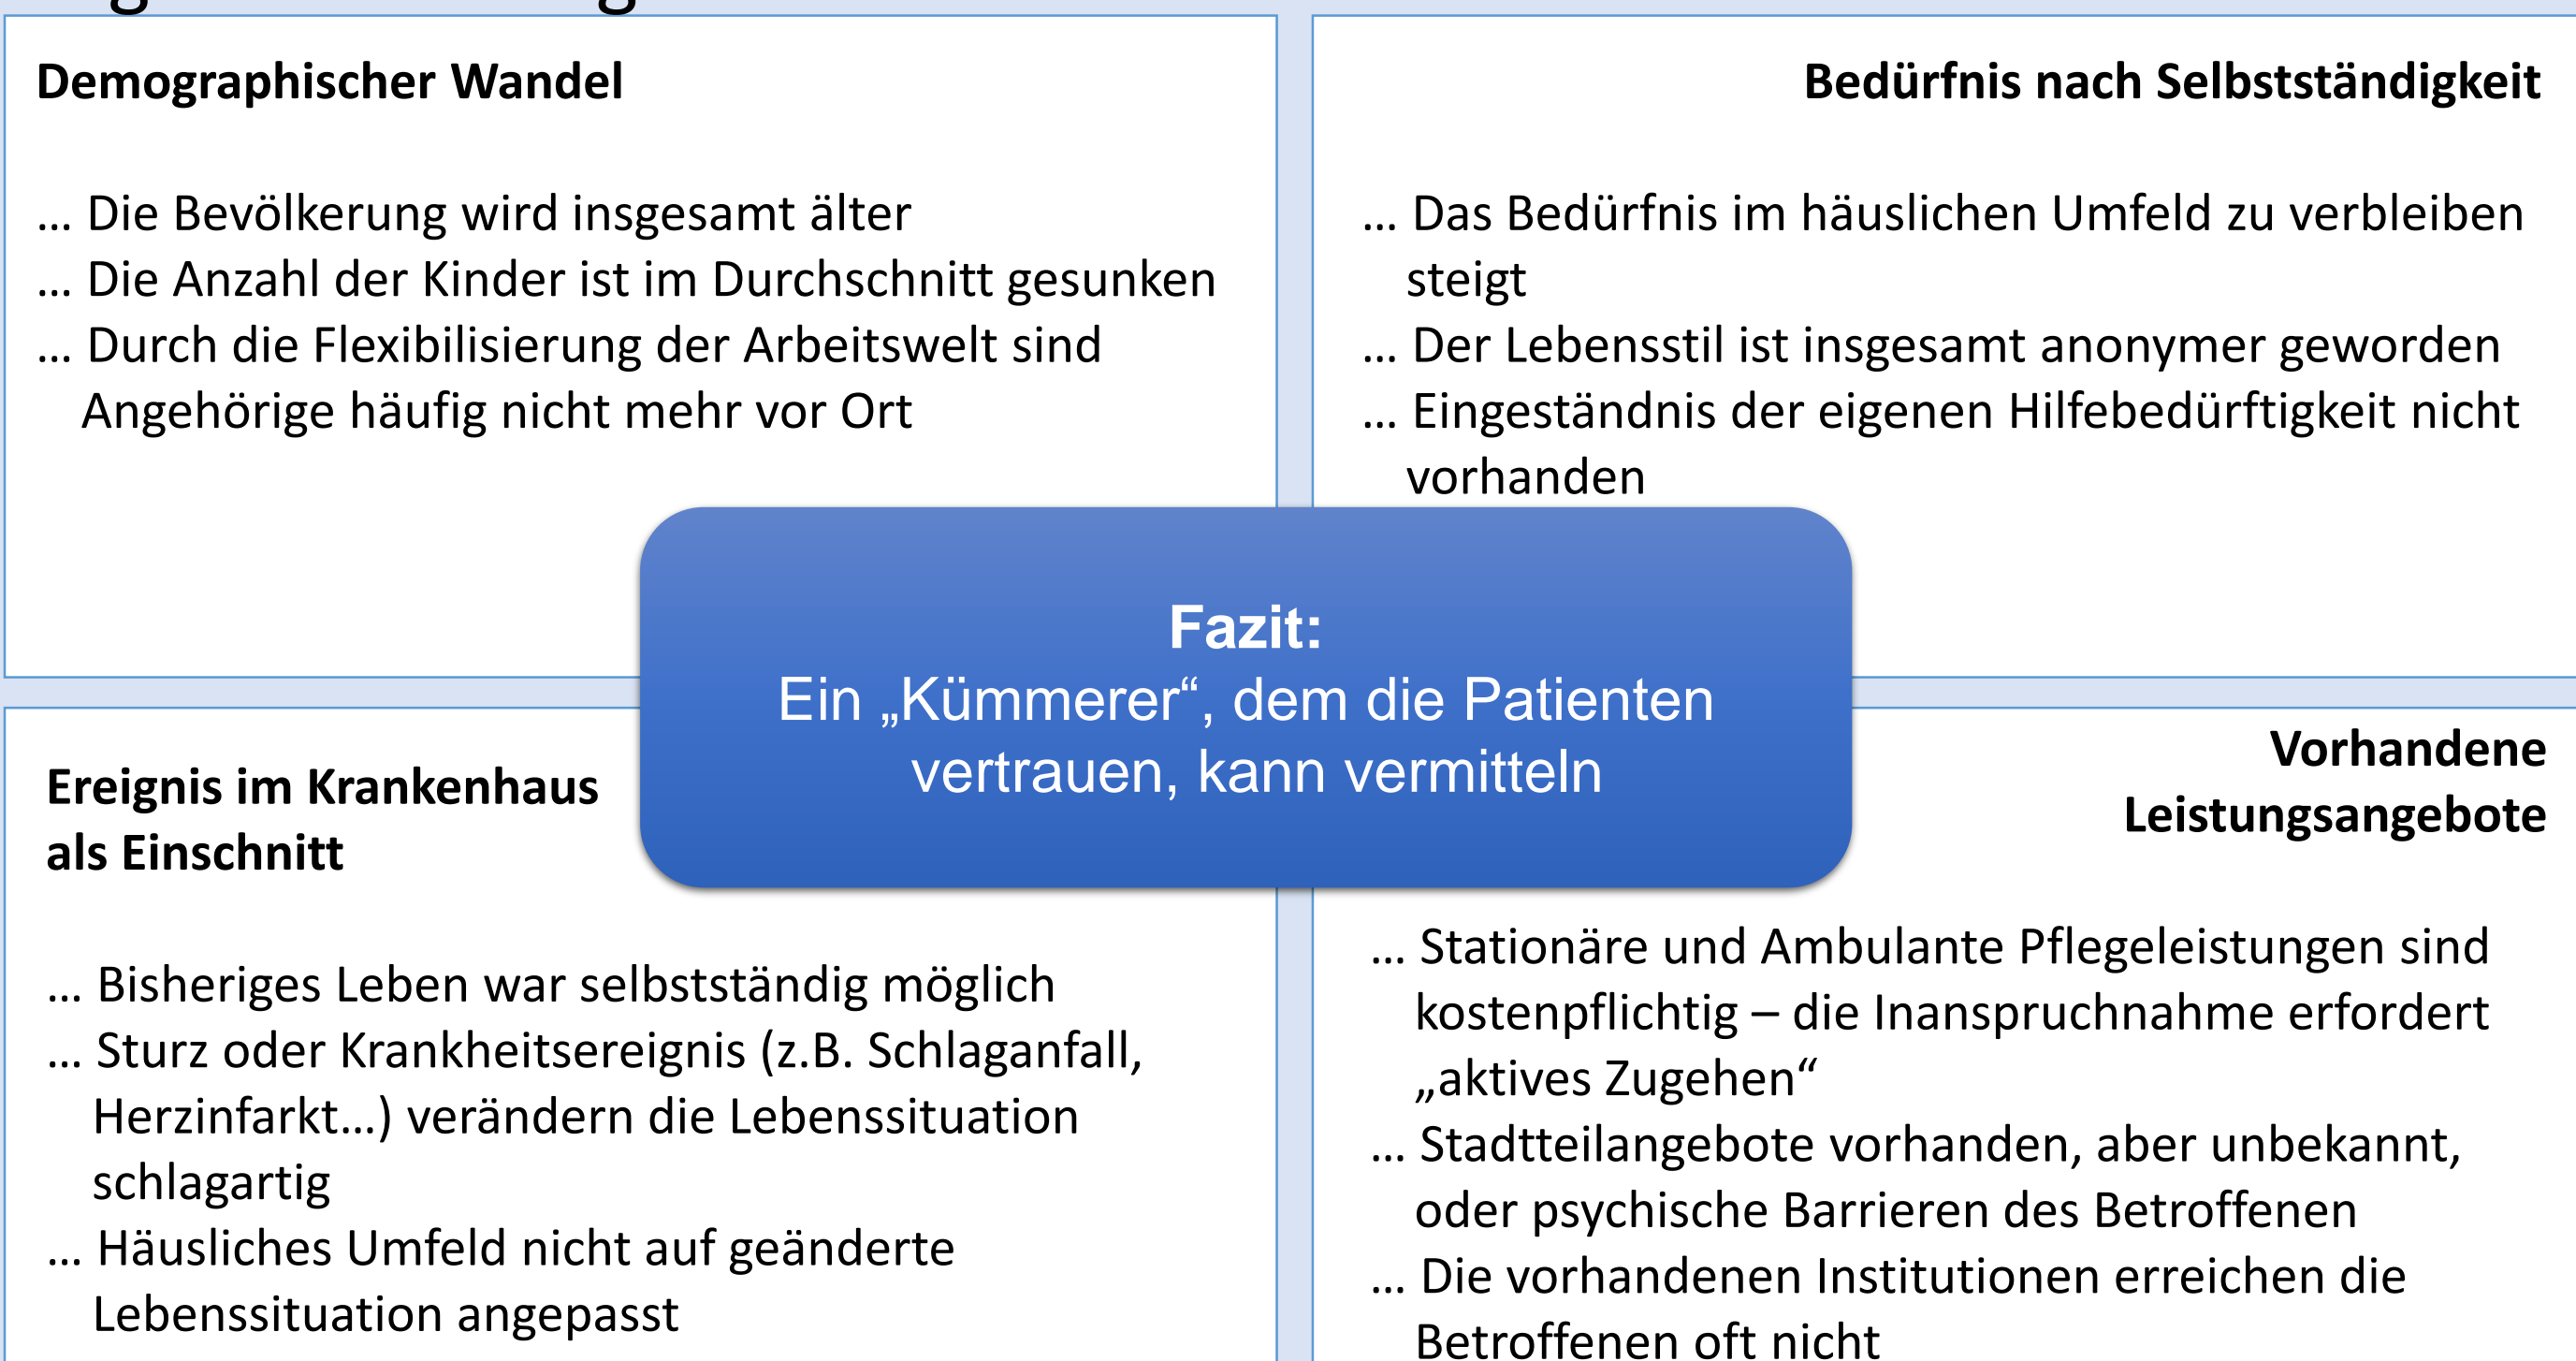 Demographischer Wandel
... Die Bevölkerung wird insgesamt älter
... Die Anzahl der Kinder ist im Durchschnitt gesunken
... Durch die Flexibilisierung der Arbeitswelt sind
Angehörige häufig nicht mehr vor Ort
Bedürfnis nach Selbstständigkeit
... Das Bedürfnis im häuslichen Umfeld zu verbleiben
steigt
... Der Lebensstil ist insgesamt anonymer geworden
... Eingeständnis der eigenen Hilfebedürftigkeit nicht
vorhanden
Fazit:
Ein „Kümmerer“, dem die Patienten
vertrauen, kann vermitteln
Ereignis im Krankenhaus
als Einschnitt
... Bisheriges Leben war selbstständig möglich
... Sturz oder Krankheitsereignis (z.B. Schlaganfall,
Herzinfarkt...) verändern die Lebenssituation
schlagartig
... Häusliches Umfeld nicht auf geänderte
Lebenssituation angepasst
Vorhandene
Leistungsangebote
... Stationäre und Ambulante Pflegeleistungen sind
kostenpflichtig – die Inanspruchnahme erfordert
„aktives Zugehen“
... Stadtteilangebote vorhanden, aber unbekannt,
oder psychische Barrieren des Betroffenen
... Die vorhandenen Institutionen erreichen die
Betroffenen oft nicht